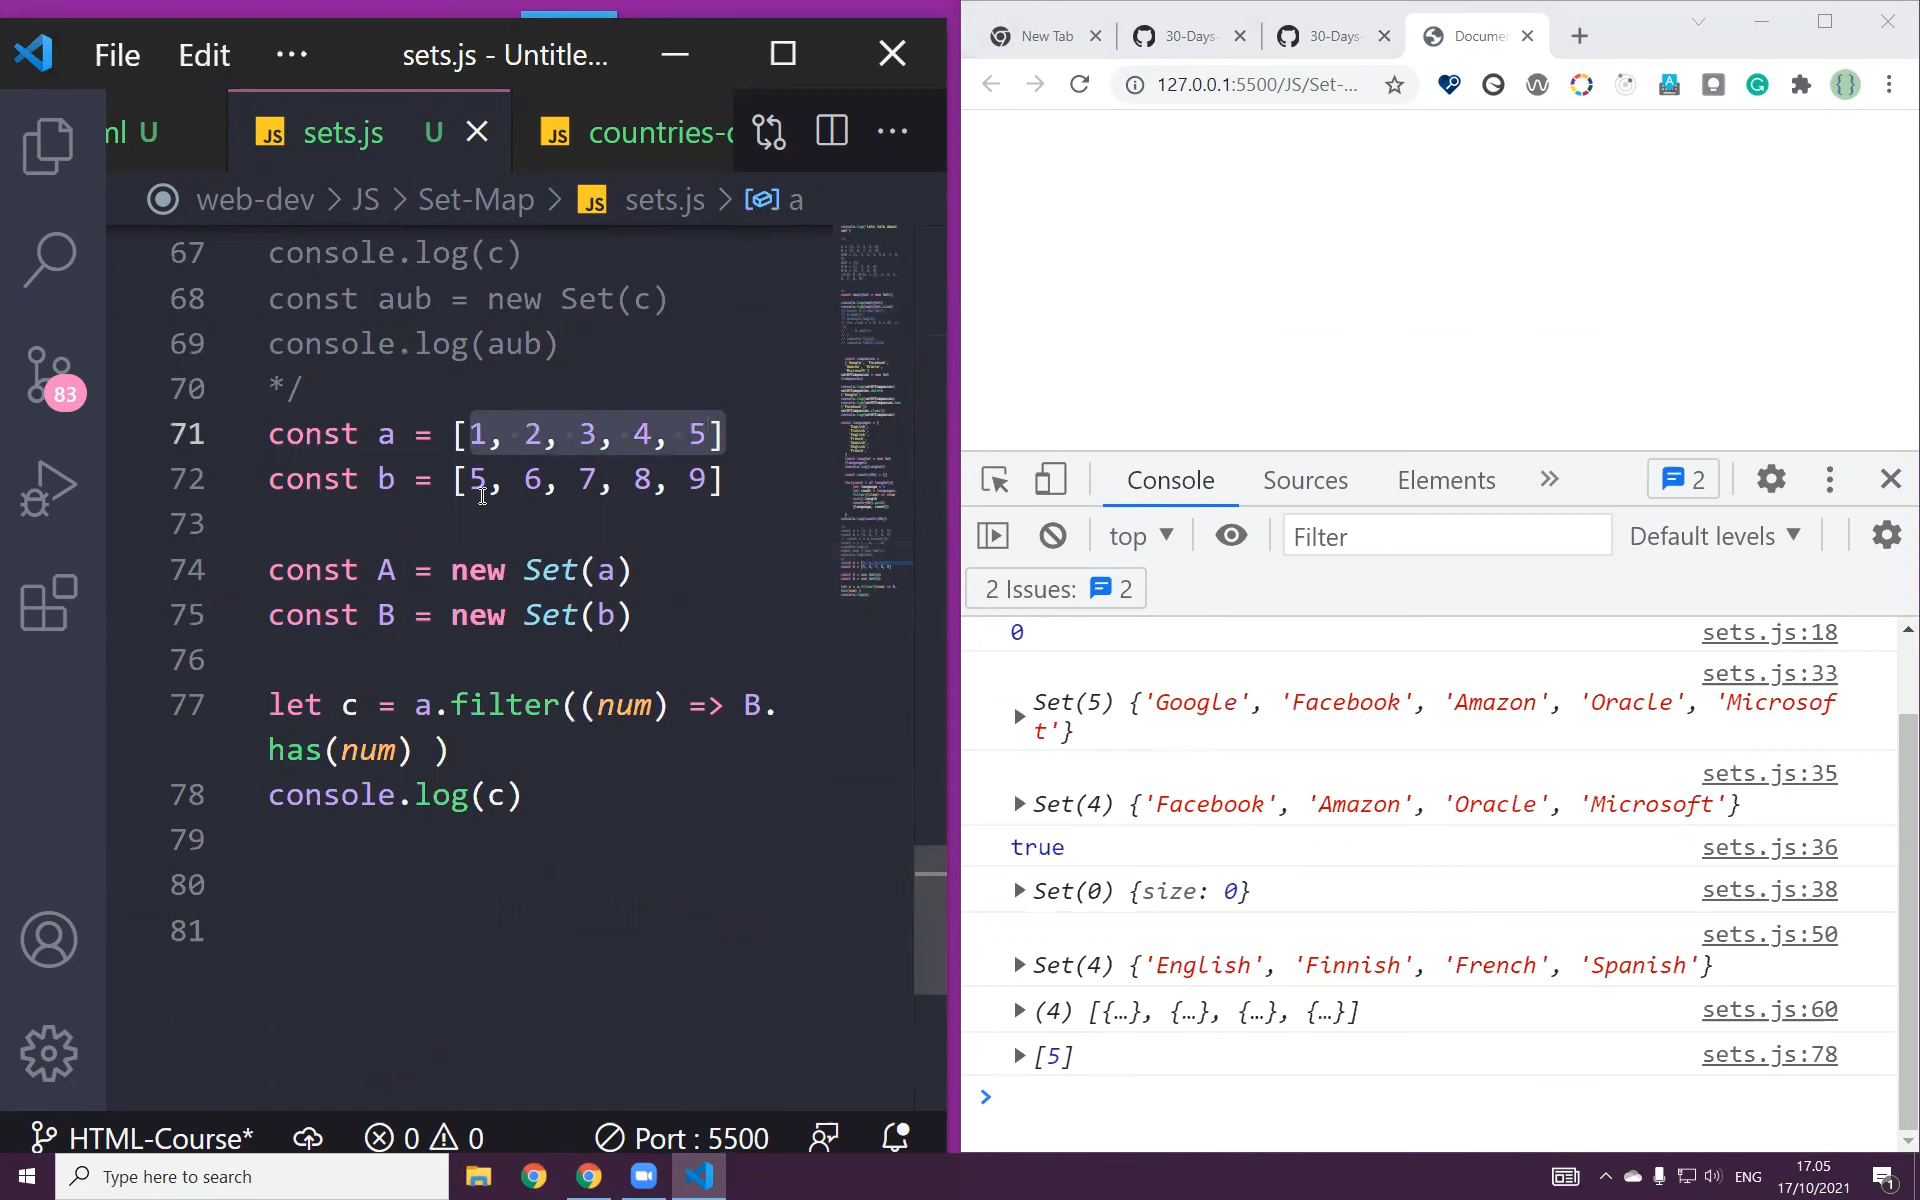 File Edit ··· sets.js - Untitle...
ml U
JS sets.js U
JS countries-c
web-dev > JS > Set-Map > JS sets.js > a
67 console.log(c)
68 const aub = new Set(c)
69 console.log(aub)
70 */
71 const a = [1, 2, 3, 4, 5]
72 const b = [5, 6, 7, 8, 9]
73
74 const A = new Set(a)
75 const B = new Set(b)
76
77 let c = a.filter((num) => B.
has(num) )
78 console.log(c)
79
80
81
83
HTML-Course* 0 0 Port : 5500
New Tab
30-Days-
30-Days-
Docume
127.0.0.1:5500/JS/Set-...
Console Sources Elements 2
top Filter Default levels
2 Issues: 2
0 sets.js:18
sets.js:33
Set(5) {'Google', 'Facebook', 'Amazon', 'Oracle', 'Microsof
t'}
sets.js:35
Set(4) {'Facebook', 'Amazon', 'Oracle', 'Microsoft'}
true sets.js:36
Set(0) {size: 0} sets.js:38
sets.js:50
Set(4) {'English', 'Finnish', 'French', 'Spanish'}
(4) [{…}, {…}, {…}, {…}] sets.js:60
[5] sets.js:78
Type here to search
ENG
17.05
17/10/2021
1